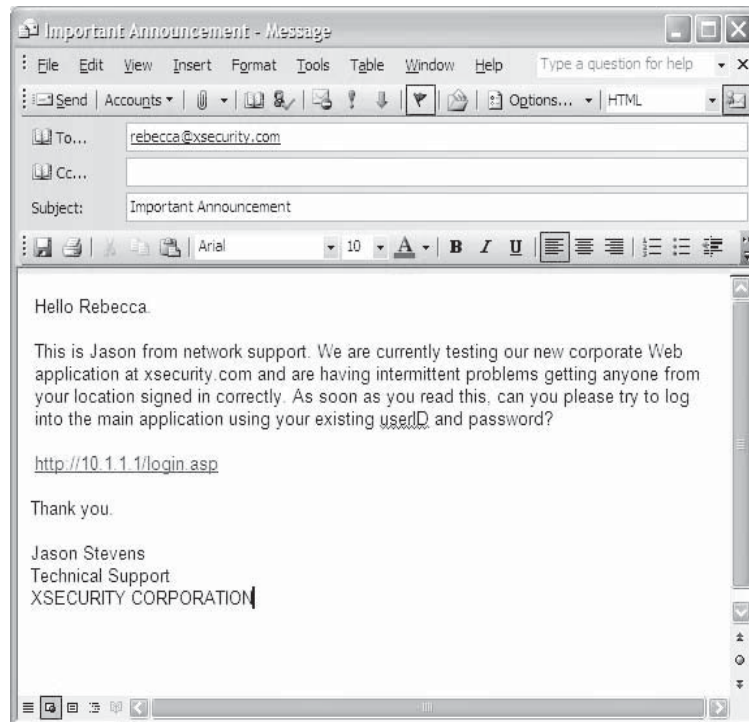 Important Announcement - Message
File Edit View Insert Format Tools Table Window Help Type a question for help
Send Accounts Options... HTML
To... rebecca@xsecurity.com
Cc...
Subject: Important Announcement
Arial 10 A B I U
Hello Rebecca.
This is Jason from network support. We are currently testing our new corporate Web
application at xsecurity.com and are having intermittent problems getting anyone from
your location signed in correctly. As soon as you read this, can you please try to log
into the main application using your existing userID and password?
http://10.1.1.1/login.asp
Thank you.
Jason Stevens
Technical Support
XSECURITY CORPORATION